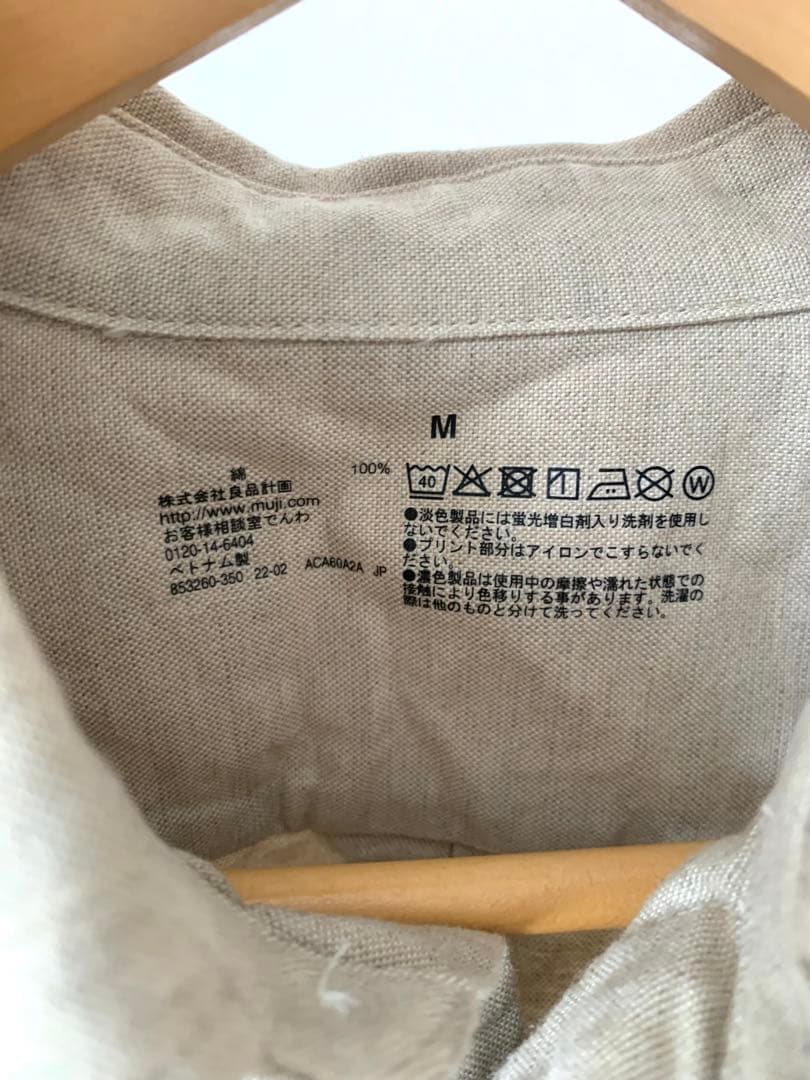 M
綿 100%
株式会社良品計画
http://www.muji.com
お客様相談室でんわ
0120-14-6404
ベトナム製
853260-350 22-02 ACA60A2A JP
40
W
●淡色製品には蛍光増白剤入り洗剤を使用し
ないでください。
●プリント部分はアイロンでこすらないでく
ださい。
●濃色製品は使用中の摩擦や濡れた状態での
接触により色移りする事があります。洗濯の
際は他のものと分けて洗ってください。